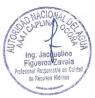 AUTORIDAD NACIONAL DEL AGUA
AAA I CAPLINA OCOÑA
Ing. Jacqueline
Figueroa Zavala
Profesional Responsable en Calidad
de Recursos Hídricos